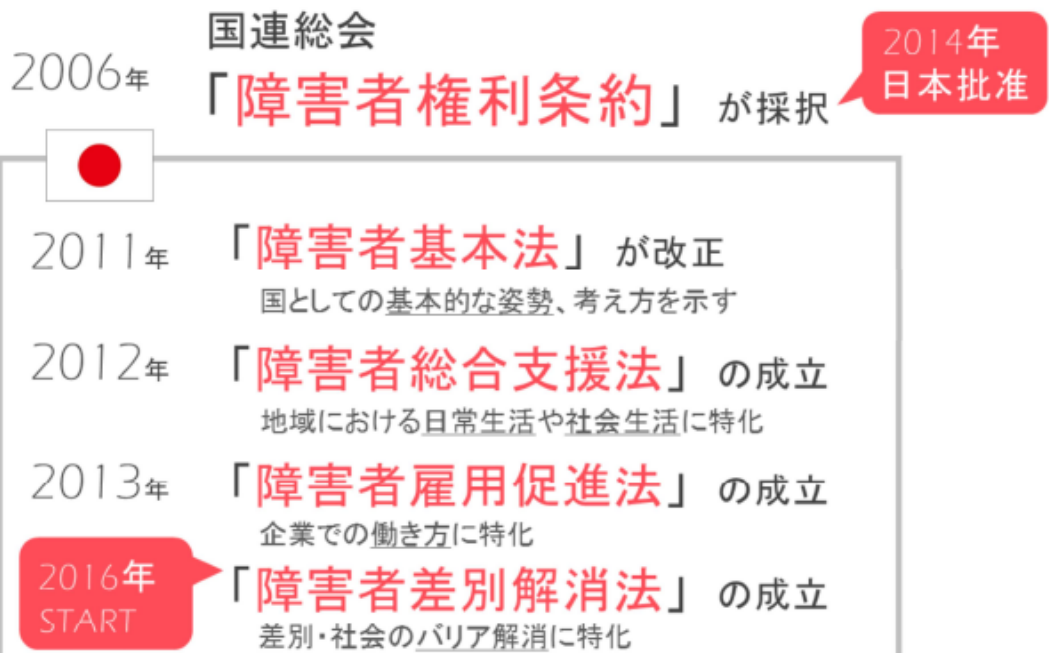 国連総会
2006年
「障害者権利条約」が採択
2014年
日本批准
2011年 「障害者基本法」が改正
国としての基本的な姿勢、考え方を示す
2012年 「障害者総合支援法」の成立
地域における日常生活や社会生活に特化
2013年 「障害者雇用促進法」の成立
企業での働き方に特化
2016年
START
「障害者差別解消法」の成立
差別・社会のバリア解消に特化